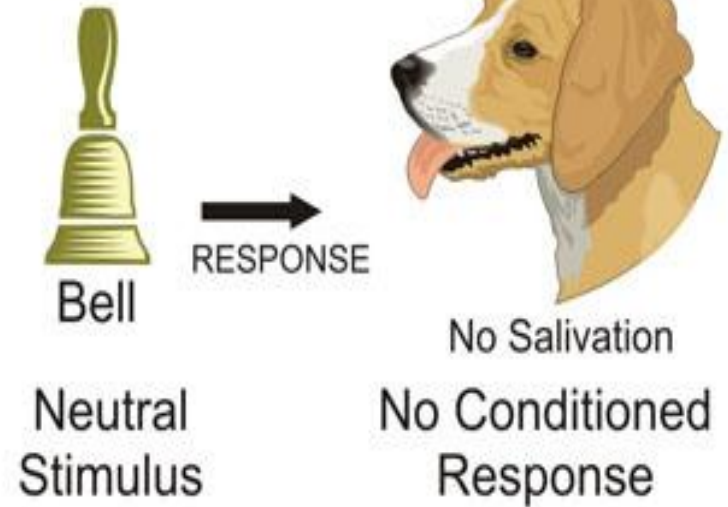 RESPONSE
Bell
No Salivation
Neutral
Stimulus
No Conditioned
Response